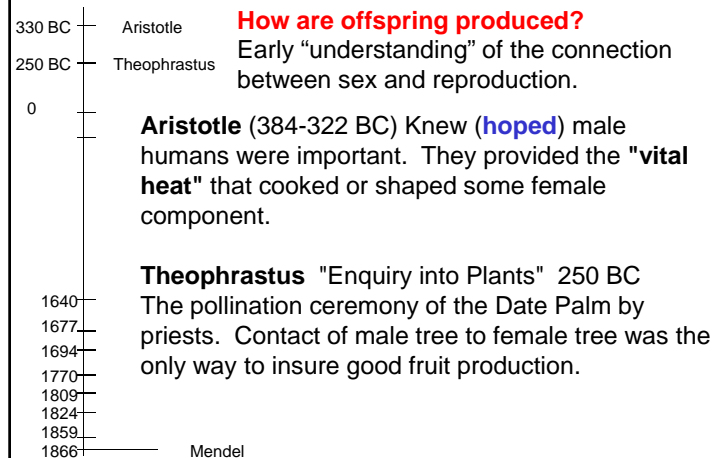 How are offspring produced?
330 BC Aristotle
Early “understanding” of the connection
250 BC Theophrastus
between sex and reproduction.
0
Aristotle (384-322 BC) Knew (hoped) male
humans were important. They provided the "vital
heat" that cooked or shaped some female
component.
Theophrastus "Enquiry into Plants" 250 BC
The pollination ceremony of the Date Palm by
priests. Contact of male tree to female tree was the
only way to insure good fruit production.
1640
1677
1694
1770
1809
1824
1859
1866 Mendel